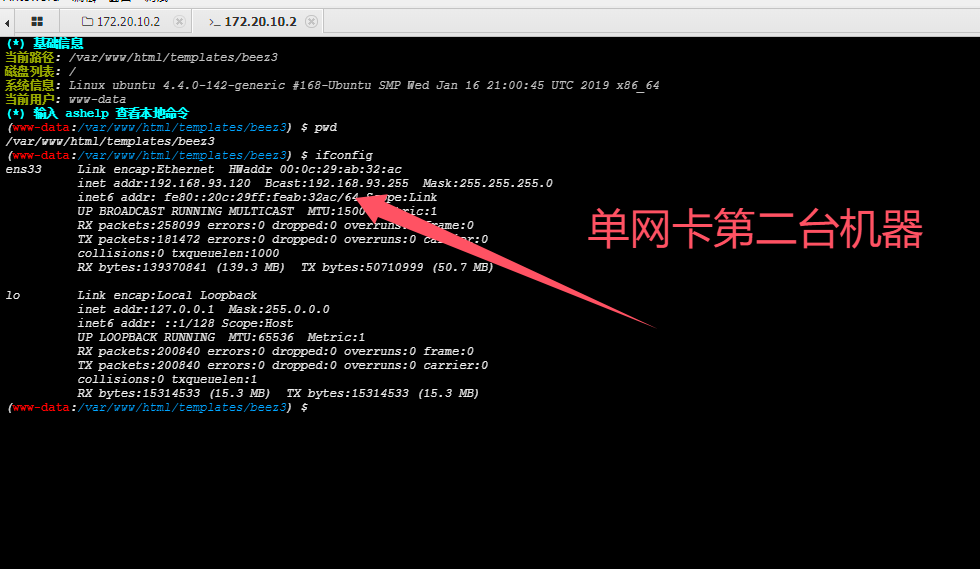 172.20.10.2
>_ 172.20.10.2
(*) 基础信息
当前路径: /var/www/html/templates/beez3
磁盘列表: /
系统信息: Linux ubuntu 4.4.0-142-generic #168-Ubuntu SMP Wed Jan 16 21:00:45 UTC 2019 x86_64
当前用户: www-data
(*) 输入 ashelp 查看本地命令
(www-data:/var/www/html/templates/beez3) $ pwd
/var/www/html/templates/beez3
(www-data:/var/www/html/templates/beez3) $ ifconfig
ens33 Link encap:Ethernet HWaddr 00:0c:29:ab:32:ac
inet addr:192.168.93.120 Bcast:192.168.93.255 Mask:255.255.255.0
inet6 addr: fe80::20c:29ff:feab:32ac/64 Scope:Link
UP BROADCAST RUNNING MULTICAST MTU:1500 Metric:1
RX packets:258099 errors:0 dropped:0 overruns:0 frame:0
TX packets:181472 errors:0 dropped:0 overruns:0 carrier:0
collisions:0 txqueuelen:1000
RX bytes:139370841 (139.3 MB) TX bytes:50710999 (50.7 MB)
单网卡第二台机器
lo Link encap:Local Loopback
inet addr:127.0.0.1 Mask:255.0.0.0
inet6 addr: ::1/128 Scope:Host
UP LOOPBACK RUNNING MTU:65536 Metric:1
RX packets:200840 errors:0 dropped:0 overruns:0 frame:0
TX packets:200840 errors:0 dropped:0 overruns:0 carrier:0
collisions:0 txqueuelen:1
RX bytes:15314533 (15.3 MB) TX bytes:15314533 (15.3 MB)
(www-data:/var/www/html/templates/beez3) $